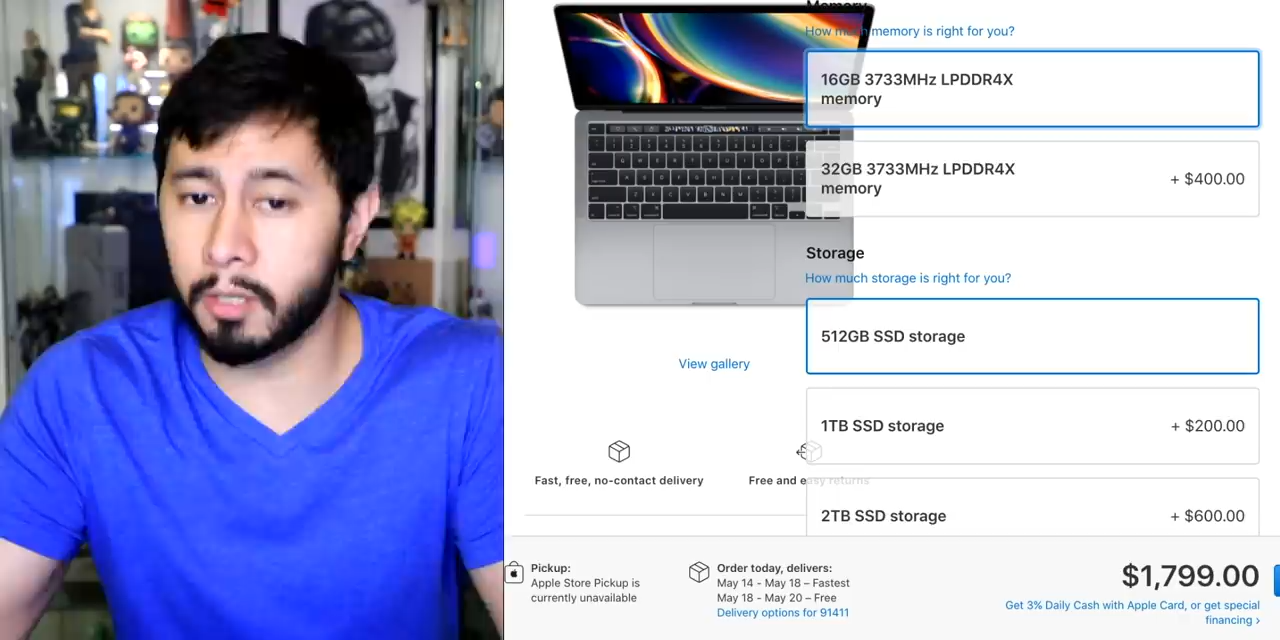 Memory
How much memory is right for you?
16GB 3733MHz LPDDR4X
memory
32GB 3733MHz LPDDR4X
memory
+ $400.00
Storage
How much storage is right for you?
512GB SSD storage
View gallery
1TB SSD storage
+ $200.00
Fast, free, no-contact delivery
Free and easy returns
2TB SSD storage
+ $600.00
Pickup:
Apple Store Pickup is
currently unavailable
Order today, delivers:
May 14 - May 18 – Fastest
May 18 - May 20 – Free
Delivery options for 91411
$1,799.00
Get 3% Daily Cash with Apple Card, or get special
financing ›